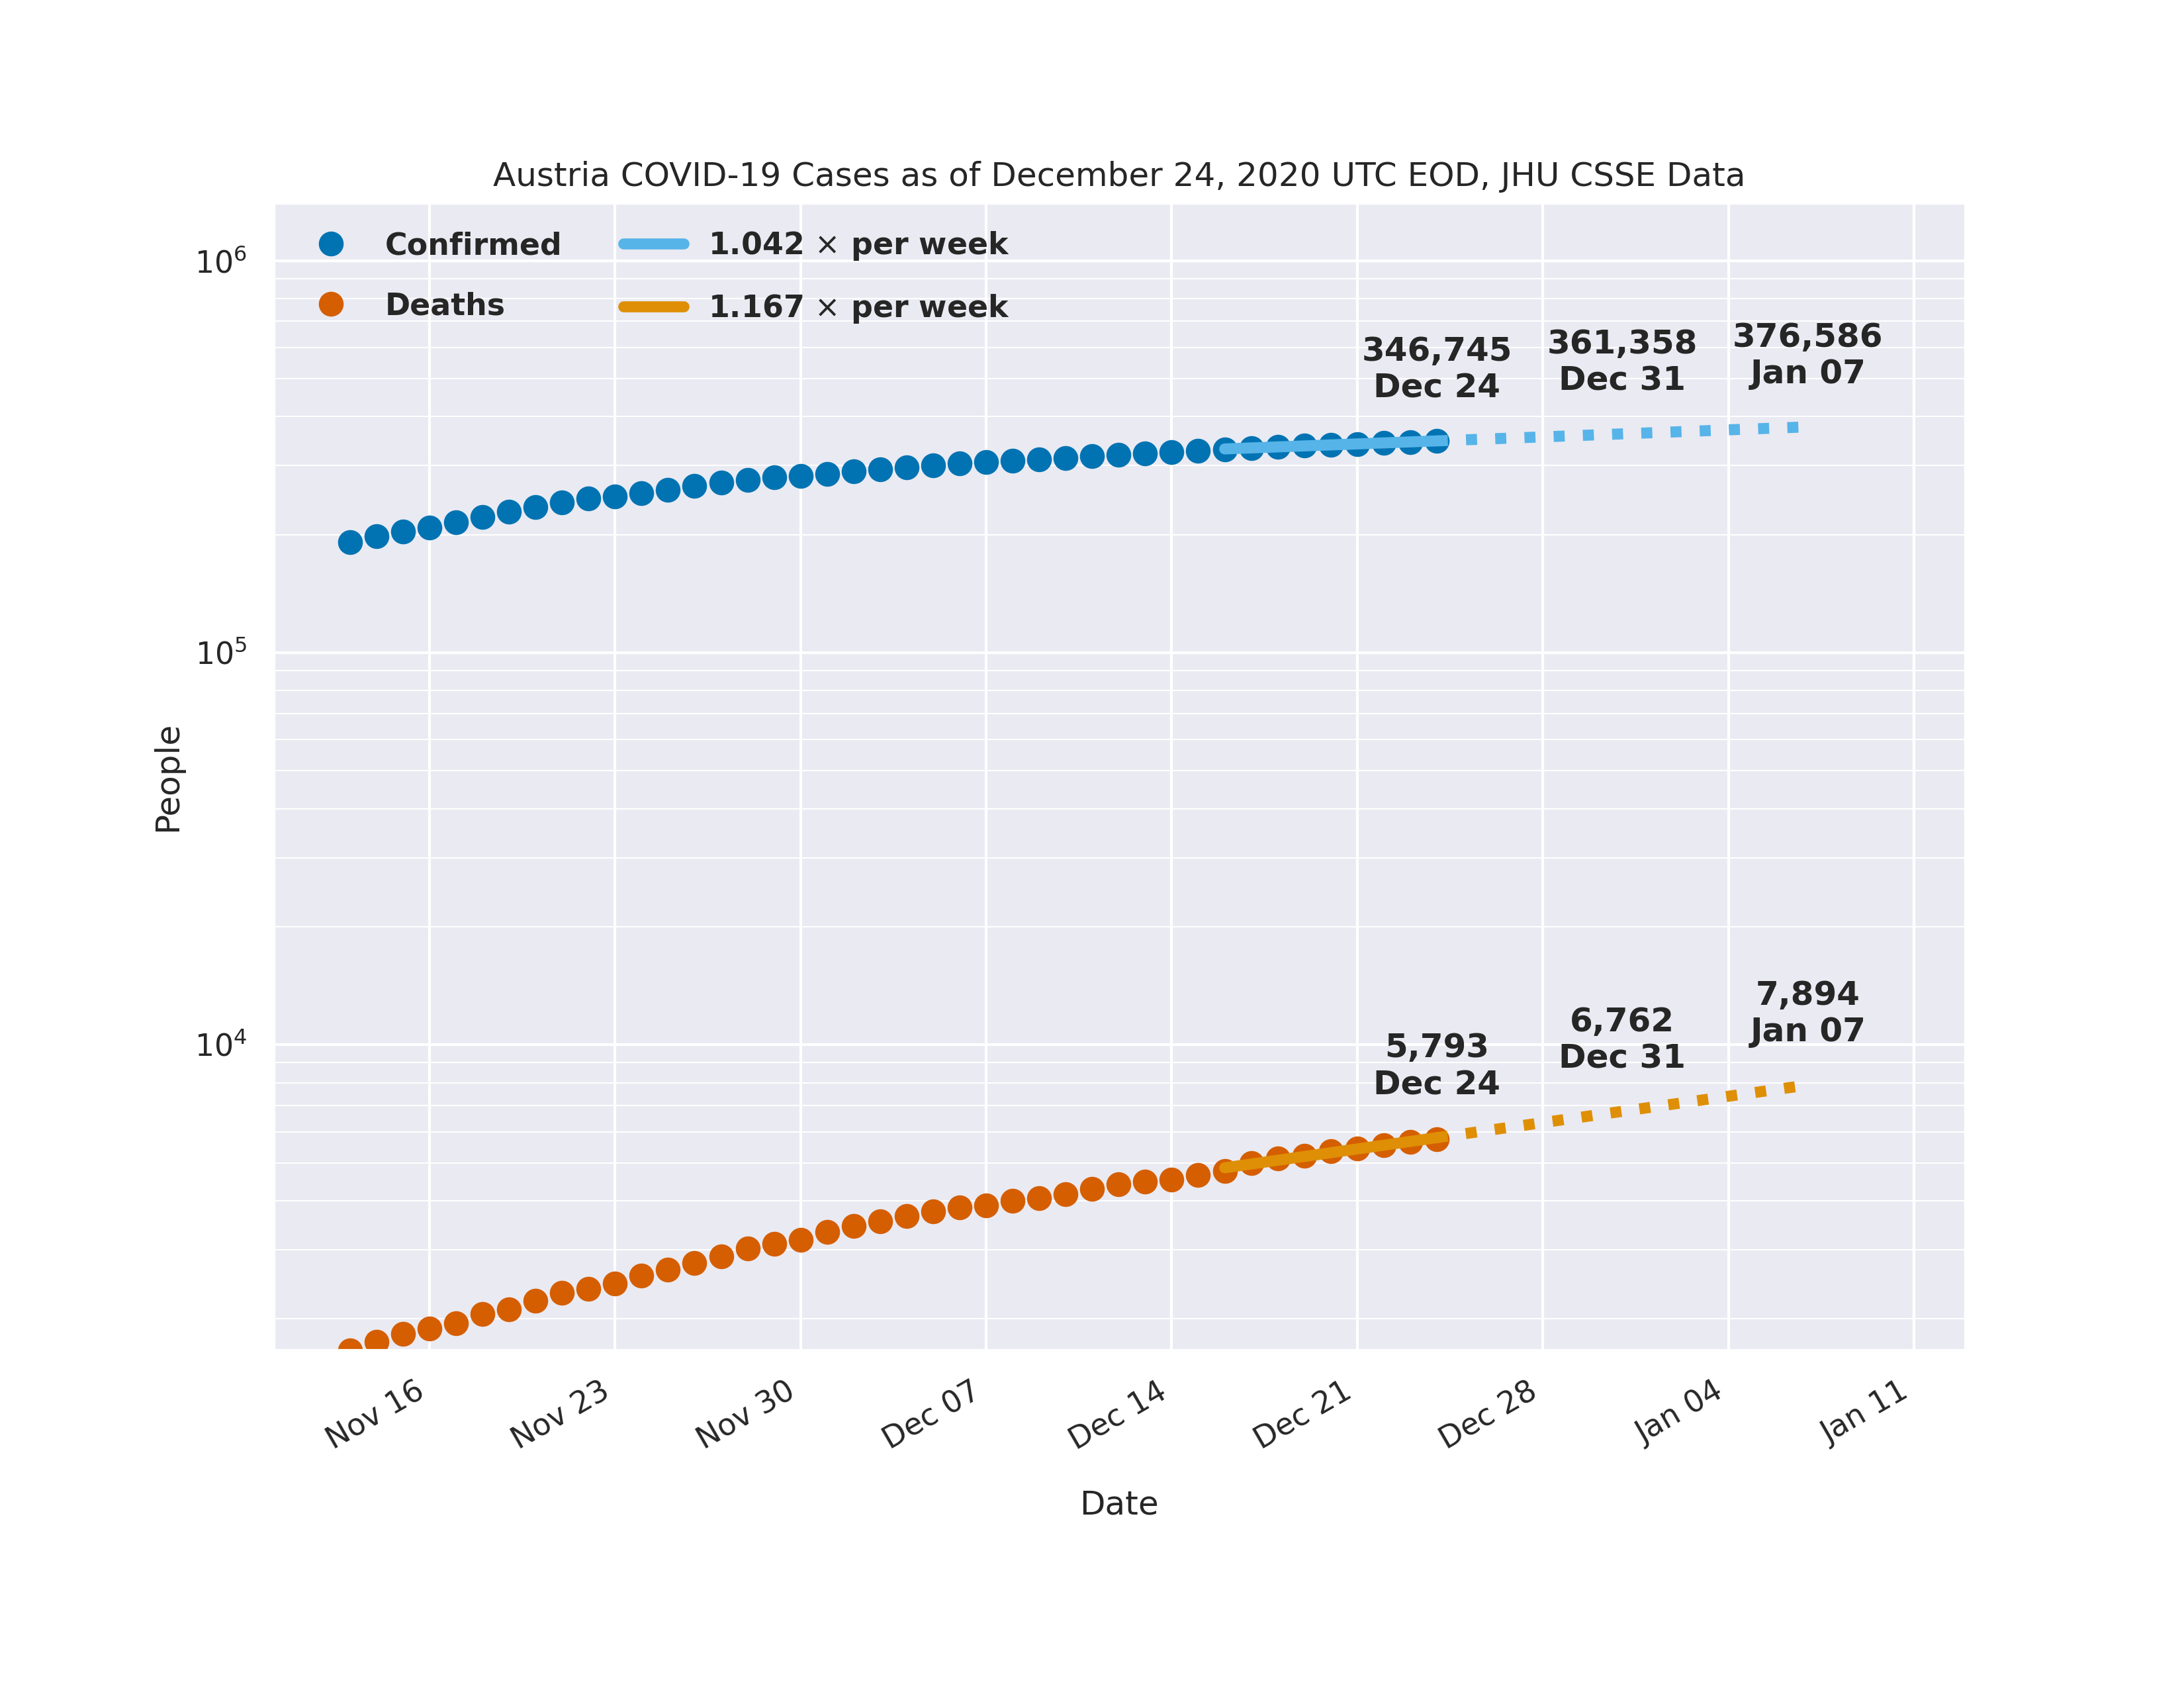 Austria COVID-19 Cases as of December 24, 2020 UTC EOD, JHU CSSE Data
Confirmed
Deaths
1.042 × per week
1.167 × per week
346,745
Dec 24
361,358
Dec 31
376,586
Jan 07
5,793
Dec 24
6,762
Dec 31
7,894
Jan 07
10⁶
10⁵
10⁴
People
Nov 16
Nov 23
Nov 30
Dec 07
Dec 14
Dec 21
Dec 28
Jan 04
Jan 11
Date